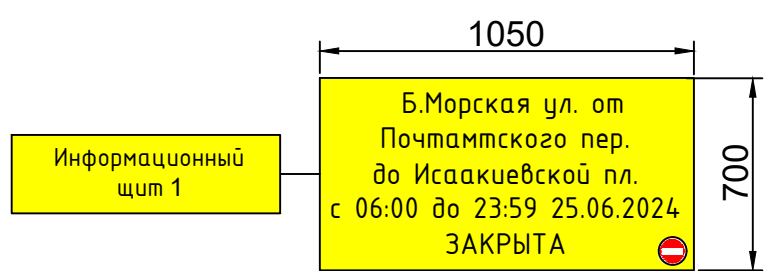 1050
Б.Морская ул. от
Почтамтского пер.
до Исаакиевской пл.
с 06:00 до 23:59 25.06.2024
ЗАКРЫТА
700
Информационный
щит 1